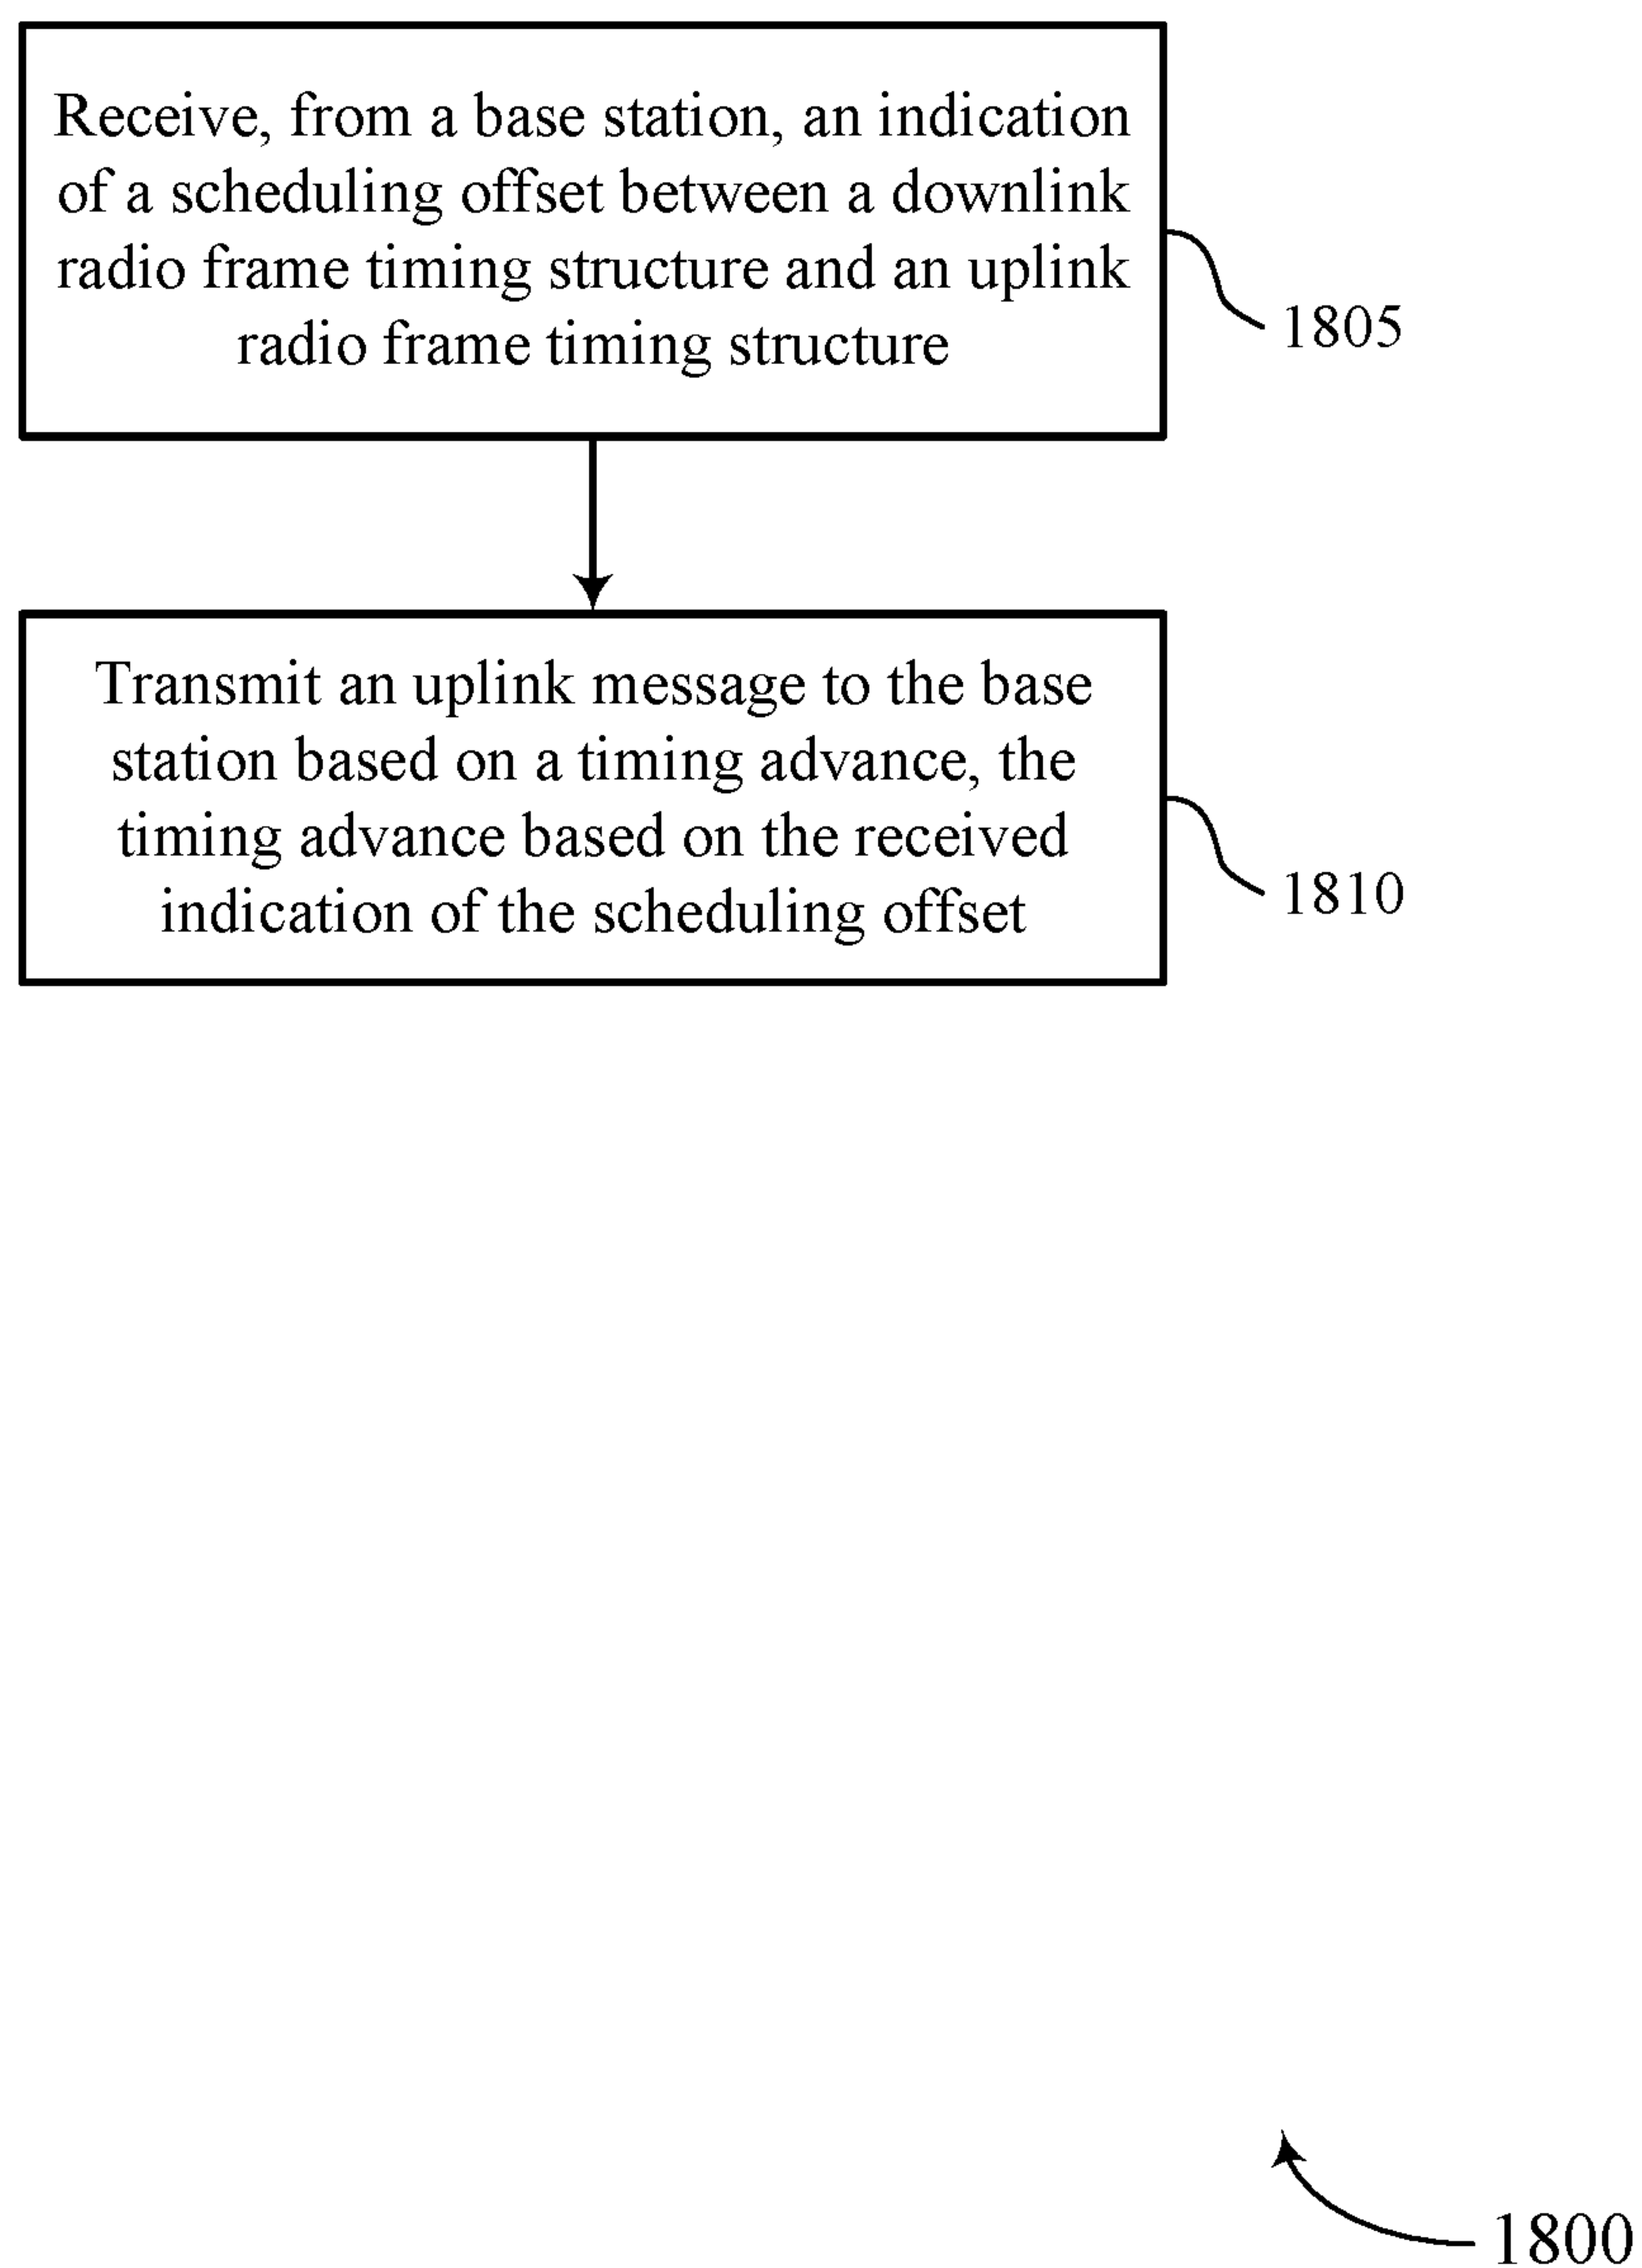 Receive, from a base station, an indication
of a scheduling offset between a downlink
radio frame timing structure and an uplink
radio frame timing structure
1805
Transmit an uplink message to the base
station based on a timing advance, the
timing advance based on the received
indication of the scheduling offset
1810
1800